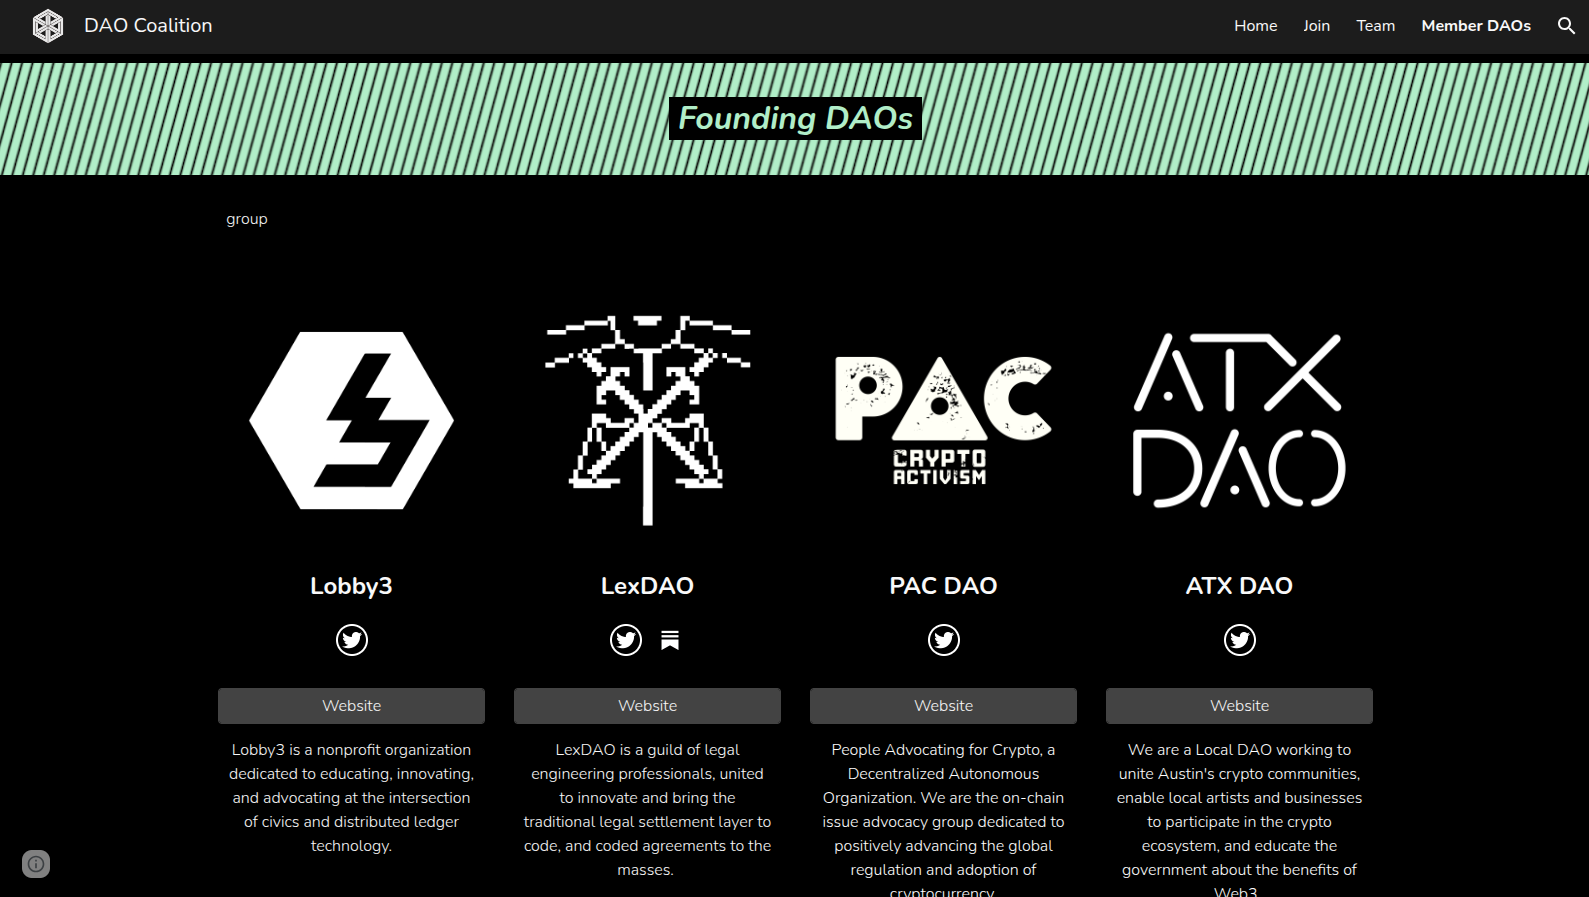 DAO Coalition
Home Join Team Member DAOs
Founding DAOs
group
PAC
CRYPTO
ACTIVISM
ATX
DAO
Lobby3
LexDAO
PAC DAO
ATX DAO
Website
Website
Website
Website
Lobby3 is a nonprofit organization
dedicated to educating, innovating,
and advocating at the intersection
of civics and distributed ledger
technology.
LexDAO is a guild of legal
engineering professionals, united
to innovate and bring the
traditional legal settlement layer to
code, and coded agreements to the
masses.
People Advocating for Crypto, a
Decentralized Autonomous
Organization. We are the on-chain
issue advocacy group dedicated to
positively advancing the global
regulation and adoption of
cryptocurrency
We are a Local DAO working to
unite Austin's crypto communities,
enable local artists and businesses
to participate in the crypto
ecosystem, and educate the
government about the benefits of
Web3